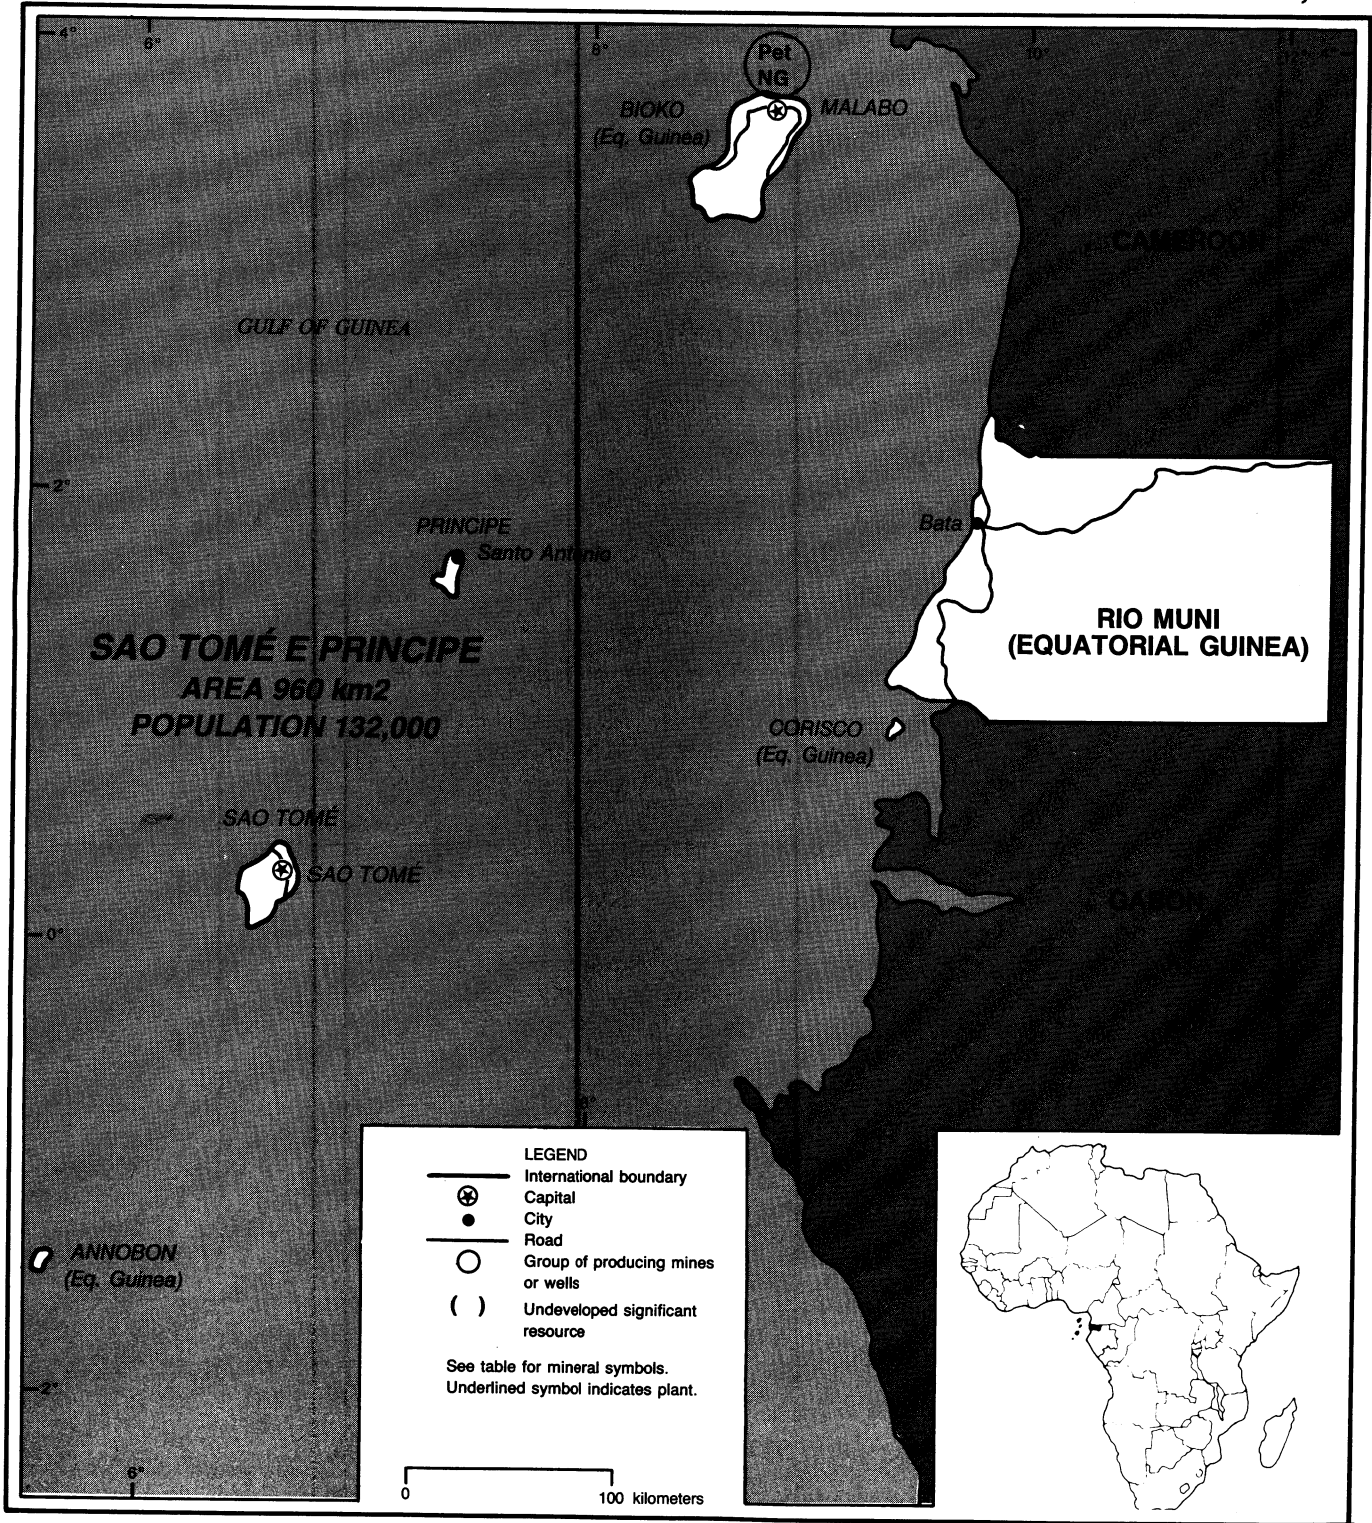 4°
6°
8°
10°
12°
Pet
NG
BIOKO
(Eq. Guinea)
MALABO
CAMEROON
GULF OF GUINEA
2°
PRINCIPE
Santo Antonio
Bata
RIO MUNI
(EQUATORIAL GUINEA)
SAO TOMÉ E PRINCIPE
AREA 960 km2
POPULATION 132,000
CORISCO
(Eq. Guinea)
SAO TOMÉ
SAO TOMÉ
GABON
0°
8°
ANNOBON
(Eq. Guinea)
2°
6°
LEGEND
International boundary
Capital
City
Road
Group of producing mines
or wells
( ) Undeveloped significant
resource
See table for mineral symbols.
Underlined symbol indicates plant.
0 100 kilometers